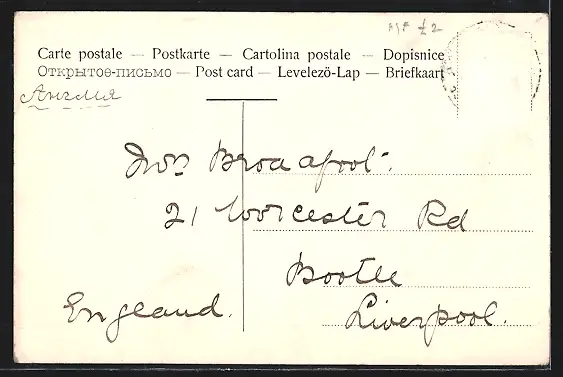 Carte postale — Postkarte — Cartolina postale — Dopisnice
Открытое-письмо — Post card — Levelező-Lap — Briefkaart
Англия
Mrs Broadfoot.
21 Worcester Rd
Bootle
Liverpool.
England.